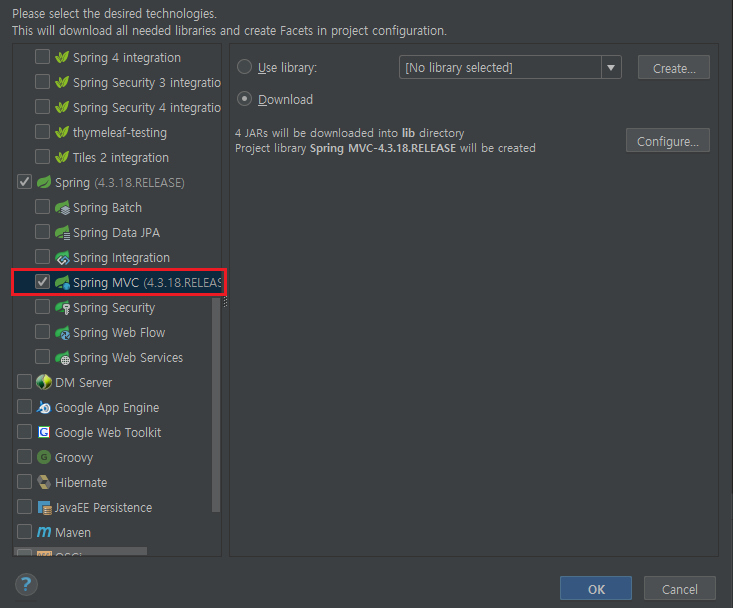 Please select the desired technologies.
This will download all needed libraries and create Facets in project configuration.
Spring 4 integration
Spring Security 3 integratio
Spring Security 4 integratio
thymeleaf-testing
Tiles 2 integration
Spring (4.3.18.RELEASE)
Spring Batch
Spring Data JPA
Spring Integration
Spring MVC (4.3.18.RELEAS
Spring Security
Spring Web Flow
Spring Web Services
DM Server
Google App Engine
Google Web Toolkit
Groovy
Hibernate
JavaEE Persistence
Maven
Use library:
[No library selected]
Create...
Download
4 JARs will be downloaded into lib directory
Project library Spring MVC-4.3.18.RELEASE will be created
Configure...
?
OK
Cancel